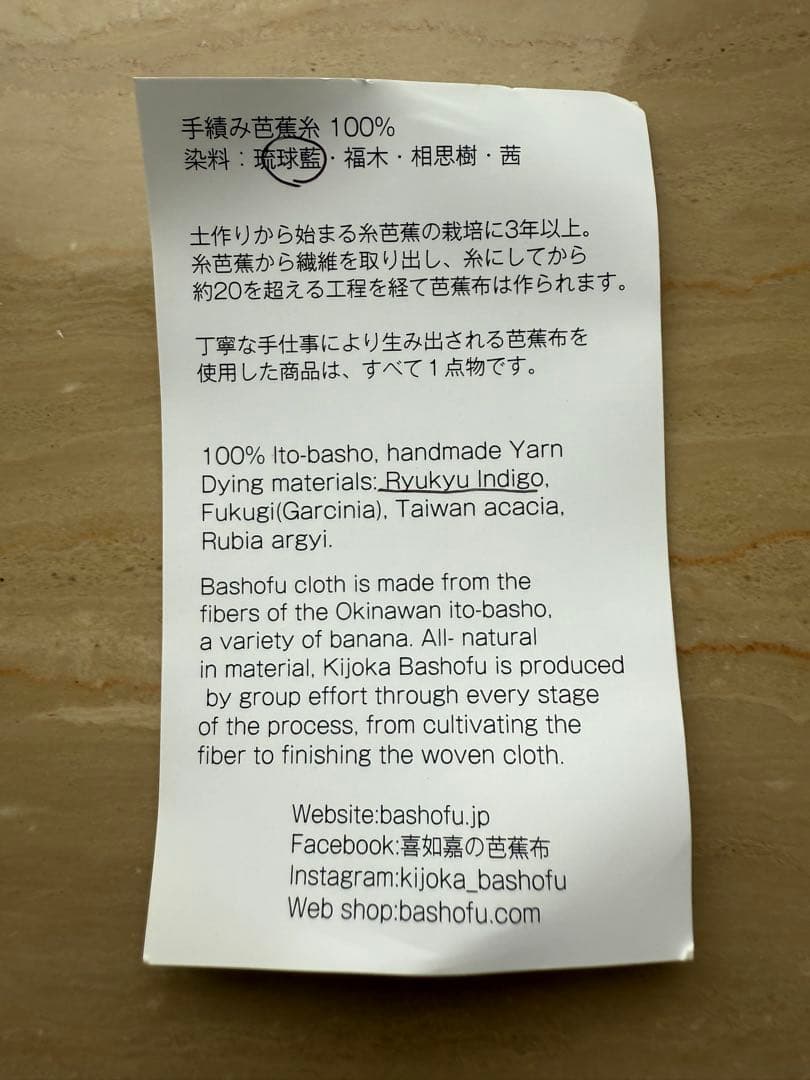 手績み芭蕉糸 100%
染料：琉球藍・福木・相思樹・茜
土作りから始まる糸芭蕉の栽培に3年以上。
糸芭蕉から繊維を取り出し、糸にしてから
約20を超える工程を経て芭蕉布は作られます。
丁寧な手仕事により生み出される芭蕉布を
使用した商品は、すべて１点物です。
100% Ito-basho, handmade Yarn
Dying materials: Ryukyu Indigo,
Fukugi(Garcinia), Taiwan acacia,
Rubia argyi.
Bashofu cloth is made from the
fibers of the Okinawan ito-basho,
a variety of banana. All- natural
in material, Kijoka Bashofu is produced
by group effort through every stage
of the process, from cultivating the
fiber to finishing the woven cloth.
Website:bashofu.jp
Facebook:喜如嘉の芭蕉布
Instagram:kijoka_bashofu
Web shop:bashofu.com